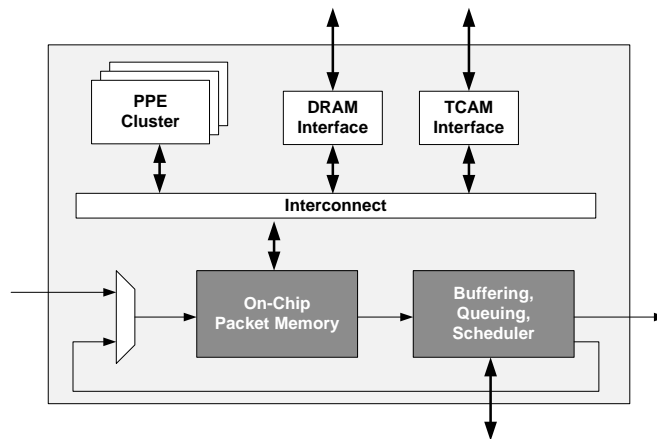 PPE
Cluster
DRAM
Interface
TCAM
Interface
Interconnect
On-Chip
Packet Memory
Buffering,
Queuing,
Scheduler